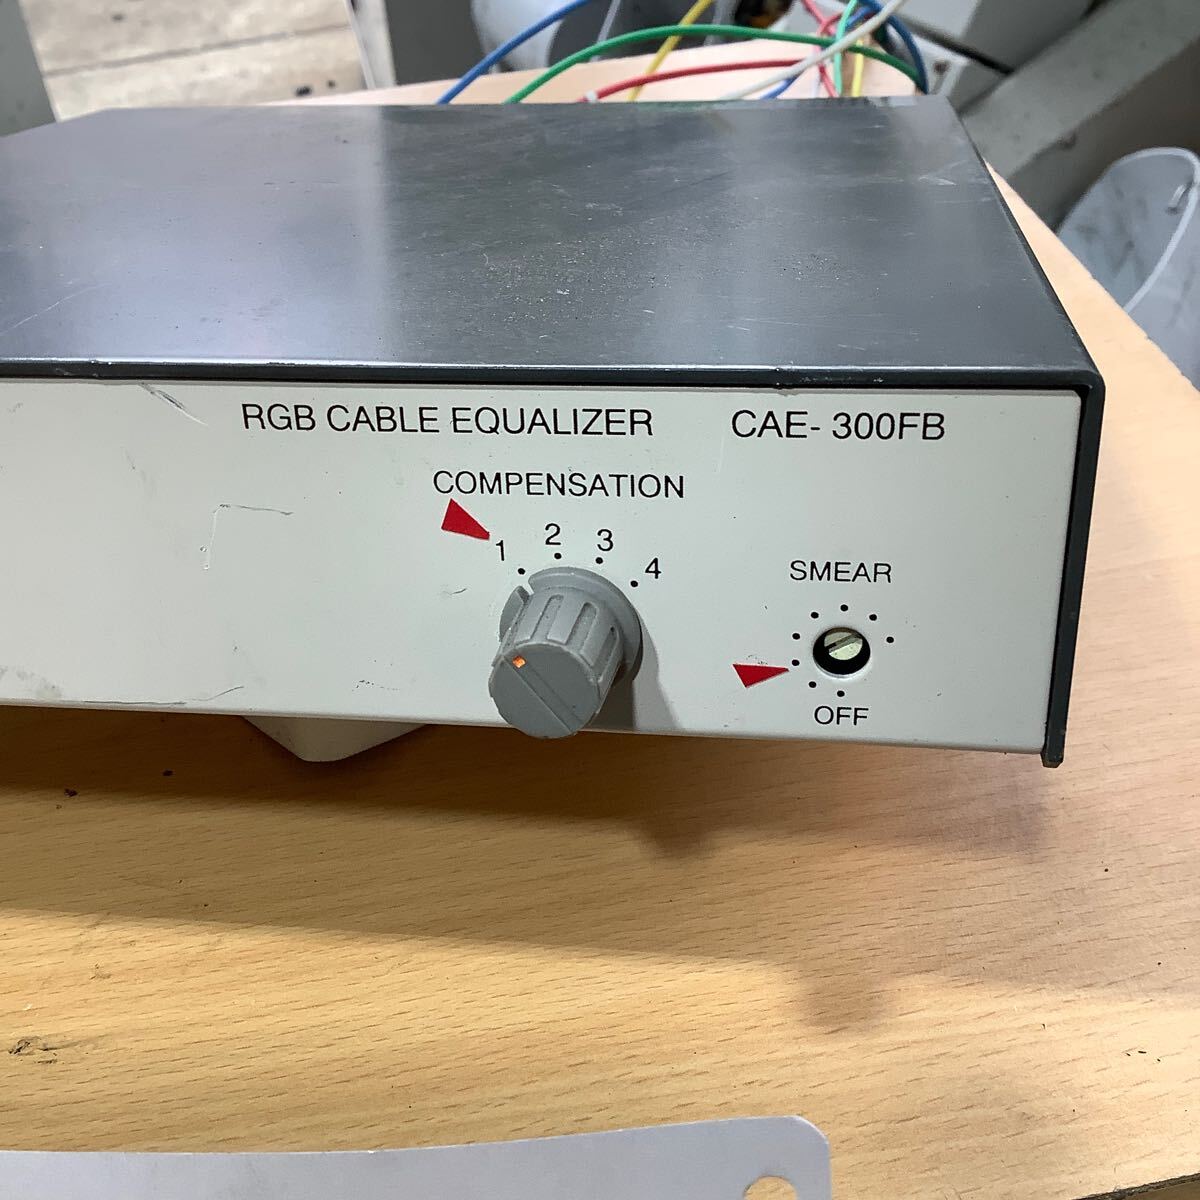 RGB CABLE EQUALIZER CAE- 300FB
COMPENSATION
1 2 3 4
SMEAR
OFF